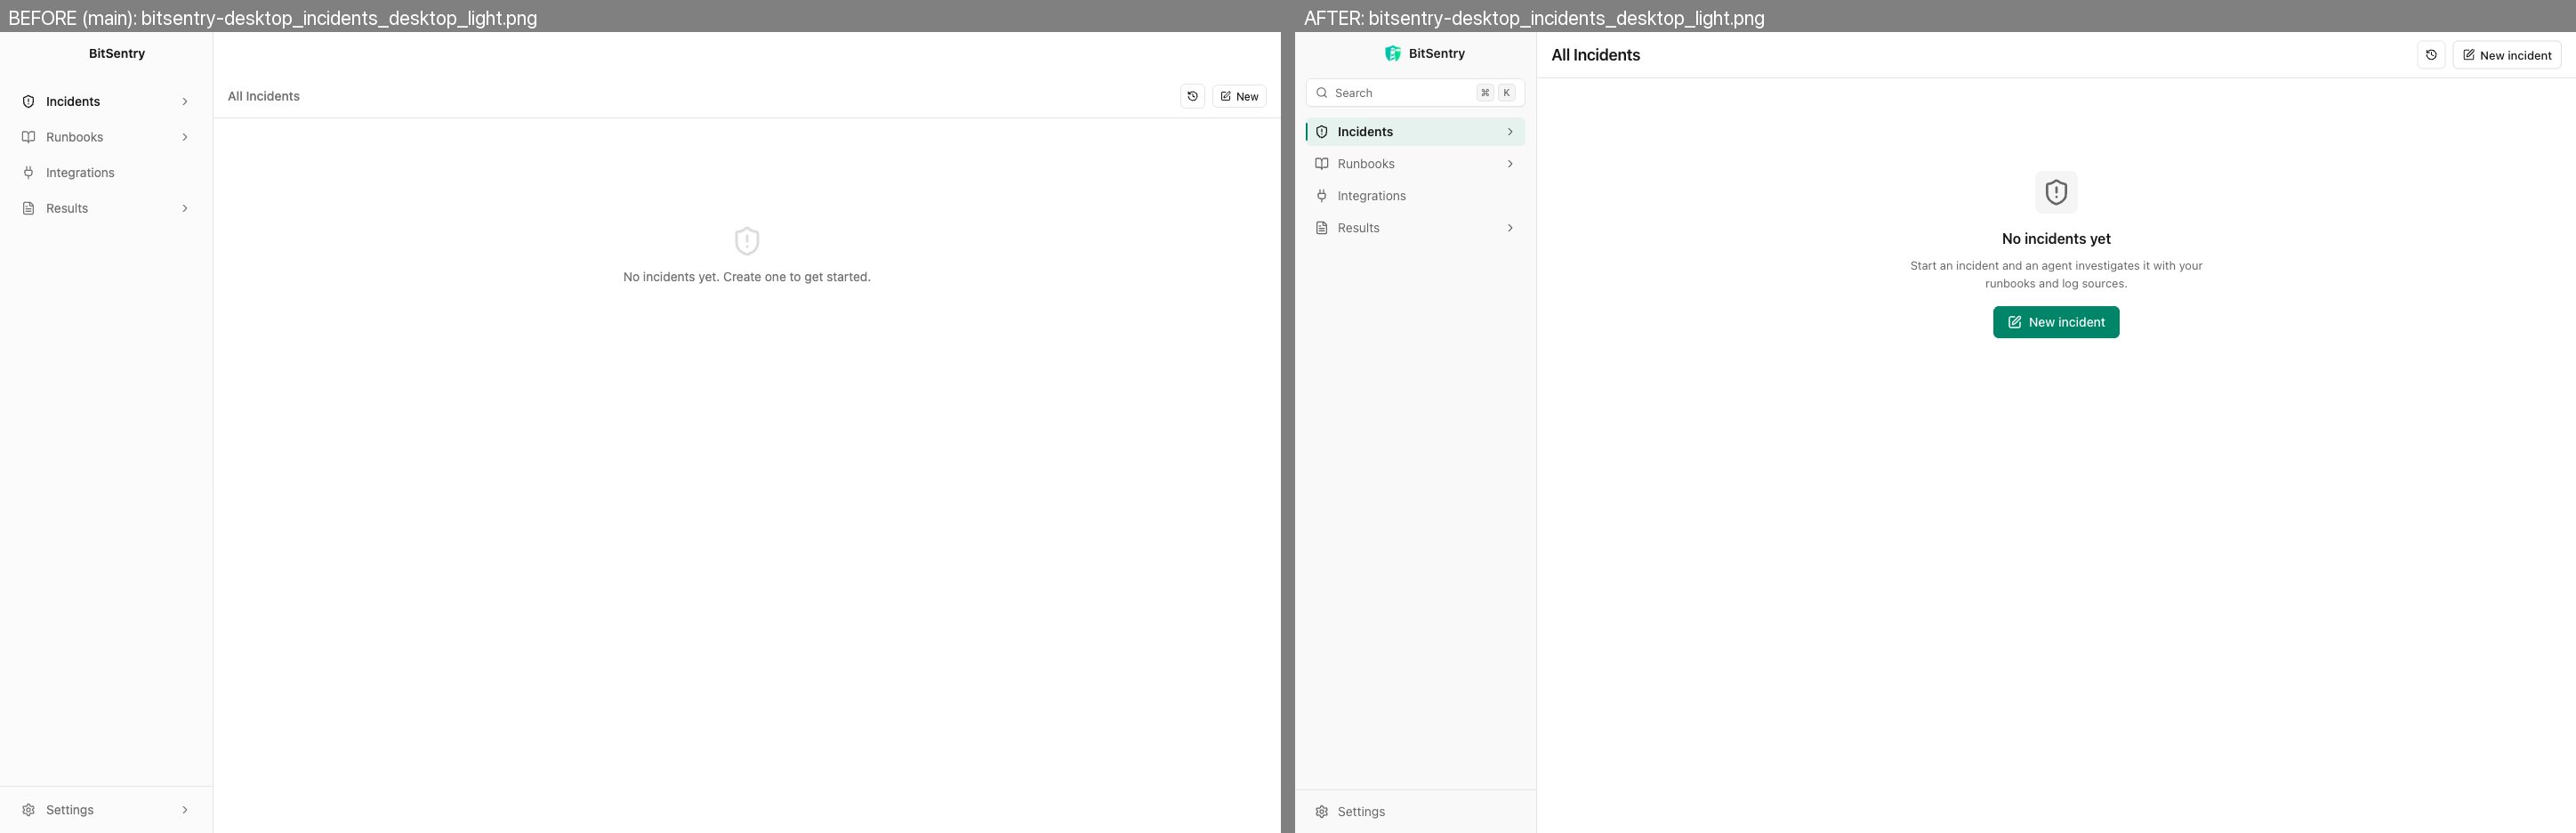 BEFORE (main): bitsentry-desktop_incidents_desktop_light.png
BitSentry
Incidents
Runbooks
Integrations
Results
Settings
All Incidents
New
No incidents yet. Create one to get started.
AFTER: bitsentry-desktop_incidents_desktop_light.png
BitSentry
Search ⌘ K
Incidents
Runbooks
Integrations
Results
Settings
All Incidents
New incident
No incidents yet
Start an incident and an agent investigates it with your
runbooks and log sources.
New incident